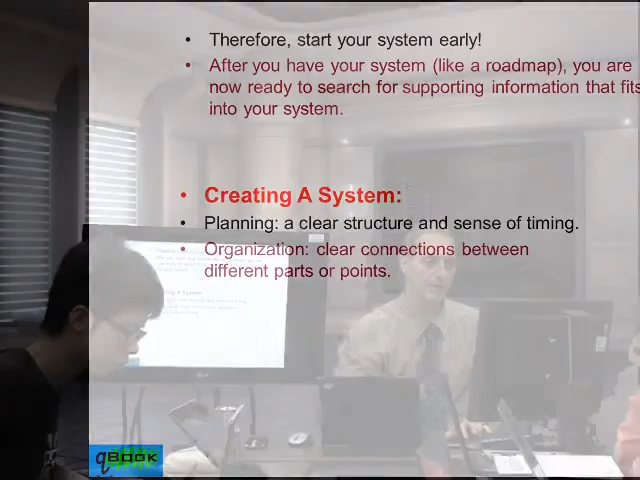 • Therefore, start your system early!
• After you have your system (like a roadmap), you are
now ready to search for supporting information that fits
into your system.
• Creating A System:
• Planning: a clear structure and sense of timing.
• Organization: clear connections between
different parts or points.
qBOOK